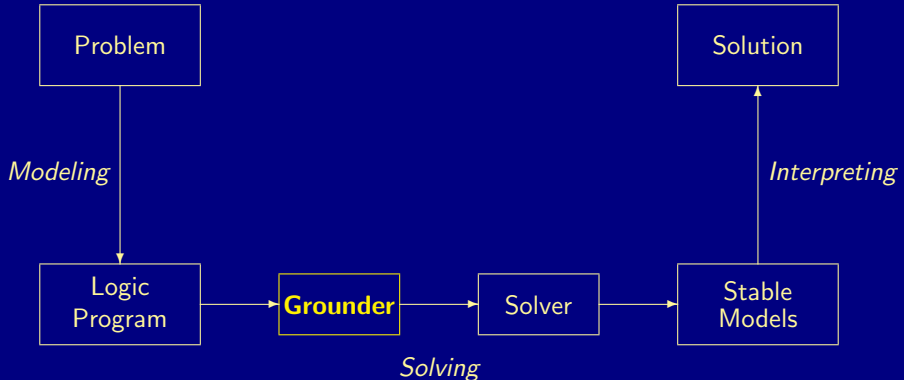 Problem
Solution
Modeling
Interpreting
Logic
Program
Grounder
Solver
Stable
Models
Solving